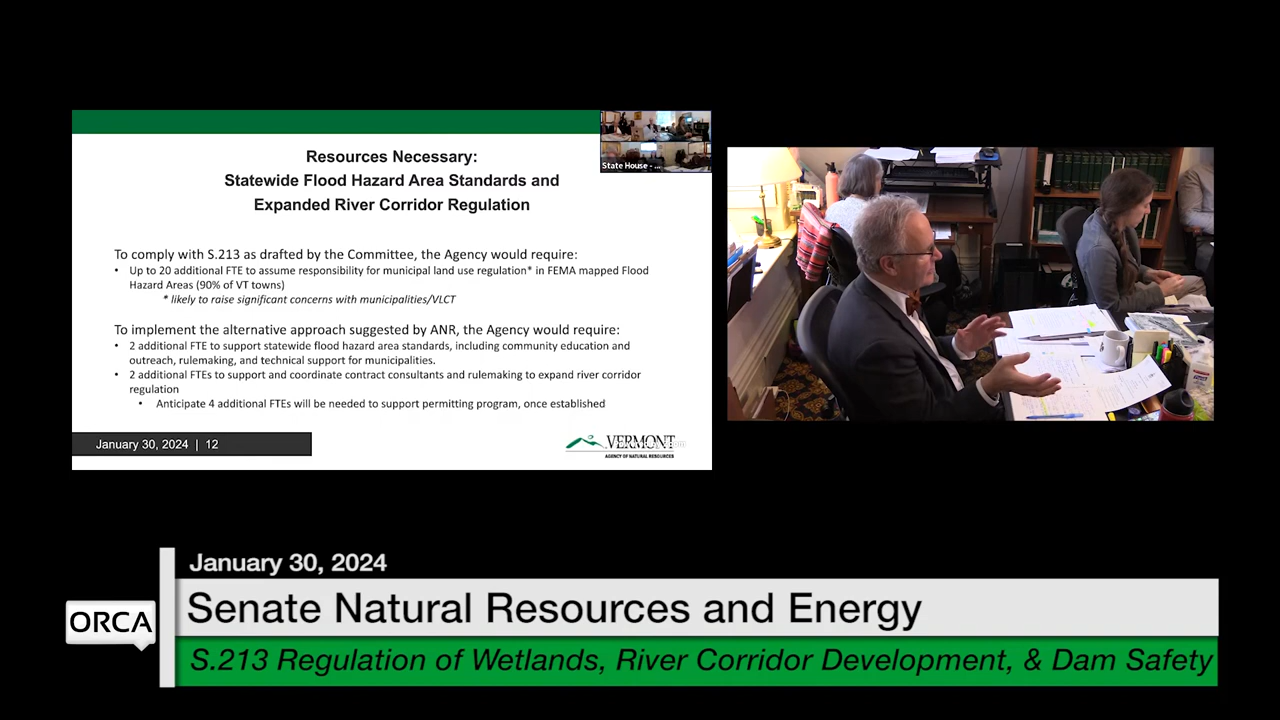 Resources Necessary:
Statewide Flood Hazard Area Standards and
Expanded River Corridor Regulation
State House - ...
To comply with S.213 as drafted by the Committee, the Agency would require:
• Up to 20 additional FTE to assume responsibility for municipal land use regulation* in FEMA mapped Flood
Hazard Areas (90% of VT towns)
* likely to raise significant concerns with municipalities/VLCT
To implement the alternative approach suggested by ANR, the Agency would require:
• 2 additional FTE to support statewide flood hazard area standards, including community education and
outreach, rulemaking, and technical support for municipalities.
• 2 additional FTEs to support and coordinate contract consultants and rulemaking to expand river corridor
regulation
• Anticipate 4 additional FTEs will be needed to support permitting program, once established
January 30, 2024 | 12
VERMONT
AGENCY OF NATURAL RESOURCES
January 30, 2024
Senate Natural Resources and Energy
ORCA
S.213 Regulation of Wetlands, River Corridor Development, & Dam Safety